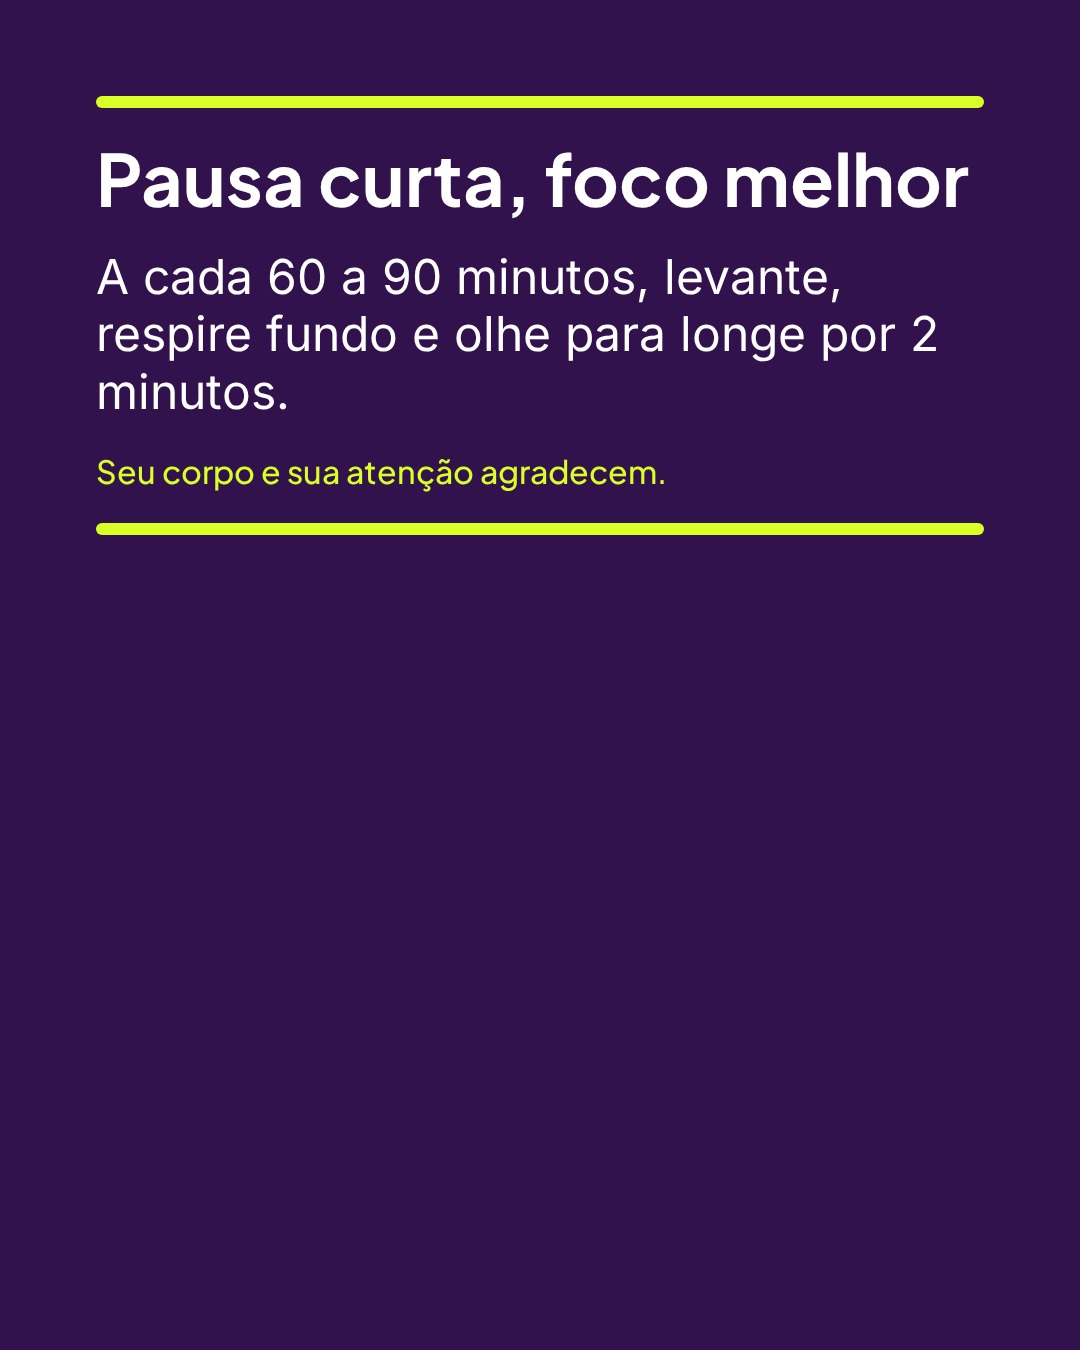 Pausa curta, foco melhor
A cada 60 a 90 minutos, levante,
respire fundo e olhe para longe por 2
minutos.
Seu corpo e sua atenção agradecem.